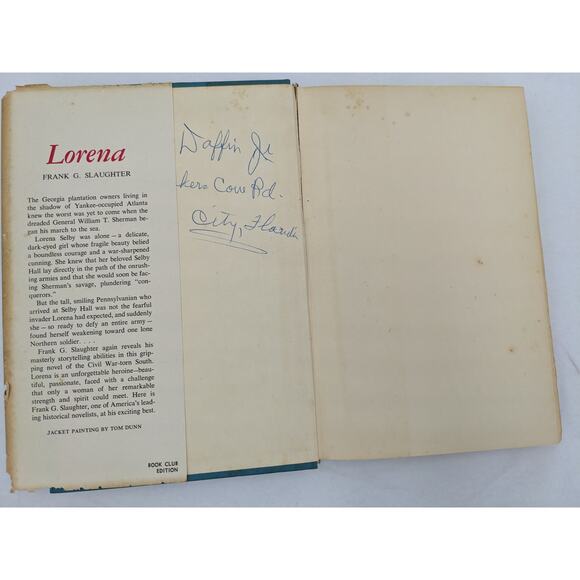 Lorena
FRANK G. SLAUGHTER
The Georgia plantation owners living in
the shadow of Yankee-occupied Atlanta
knew the worst was yet to come when the
dreaded General William T. Sherman be-
gan his march to the sea.
Lorena Selby was alone — a delicate,
dark-eyed girl whose fragile beauty belied
a boundless courage and a war-sharpened
cunning. She knew that her beloved Selby
Hall lay directly in the path of the onrush-
ing armies and that she would soon be fac-
ing Sherman's savage, plundering "con-
querors."
But the tall, smiling Pennsylvanian who
arrived at Selby Hall was not the fearful
invader Lorena had expected, and suddenly
she — so ready to defy an entire army —
found herself weakening toward one lone
Northern soldier. . . .
Frank G. Slaughter again reveals his
masterly storytelling abilities in this grip-
ping novel of the Civil War-torn South.
Lorena is an unforgettable heroine—beau-
tiful, passionate, faced with a challenge
that only a woman of her remarkable
strength and spirit could meet. Here is
Frank G. Slaughter, one of America's lead-
ing historical novelists, at his exciting best.
JACKET PAINTING BY TOM DUNN
BOOK CLUB
EDITION
Daffin Jr
kers Cove Rd.
City, Florida